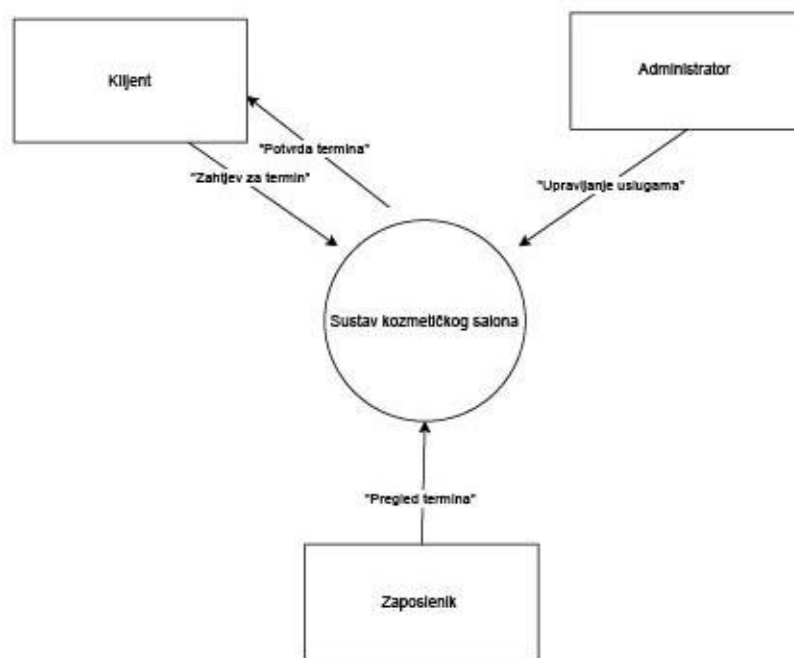 Klijent
Administrator
"Potvrda termina"
"Zahtjev za termin"
"Upravljanje uslugama"
Sustav kozmetičkog salona
"Pregled termina"
Zaposlenik